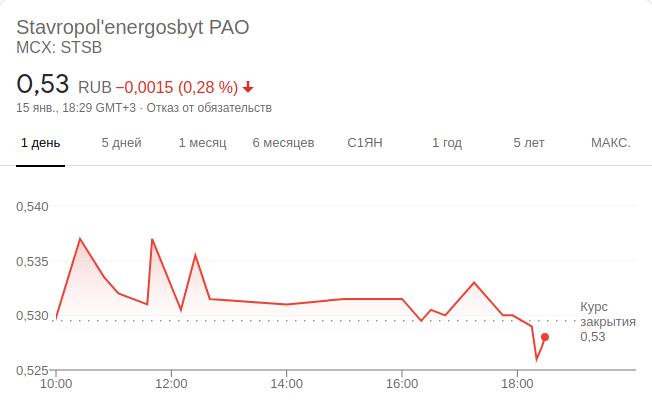 Stavropol'energosbyt PAO
MCX: STSB
0,53 RUB −0,0015 (0,28 %)
15 янв., 18:29 GMT+3 · Отказ от обязательств
1 день 5 дней 1 месяц 6 месяцев С1ЯН 1 год 5 лет МАКС.
0,540
0,535
0,530
0,525
Курс
закрытия
0,53
10:00 12:00 14:00 16:00 18:00